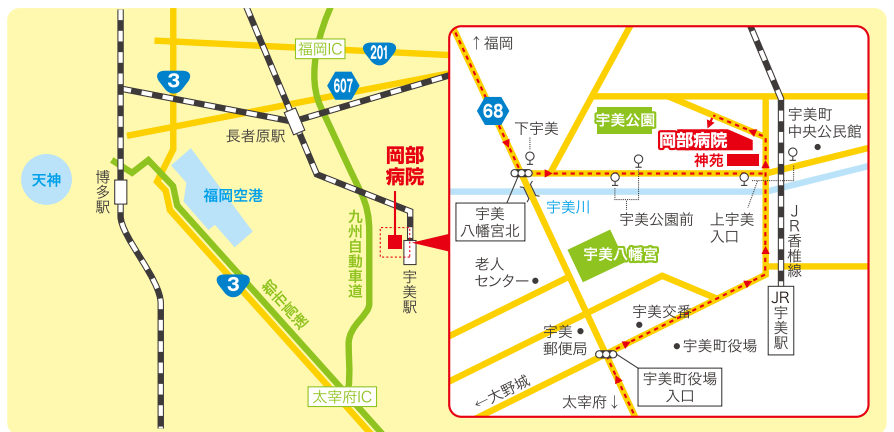 福岡IC
201
3
607
長者原駅
岡部
病院
天神
博多駅
福岡空港
九州自動車道
宇美駅
3
都市高速
太宰府IC
↑福岡
68
下宇美
宇美公園
岡部病院
神苑
宇美町
中央公民館
宇美
八幡宮北
宇美川
宇美公園前
上宇美
入口
JR香椎線
宇美八幡宮
老人
センター
宇美交番
JR
宇美駅
宇美
郵便局
宇美町役場
←大野城
宇美町役場
入口
太宰府↓